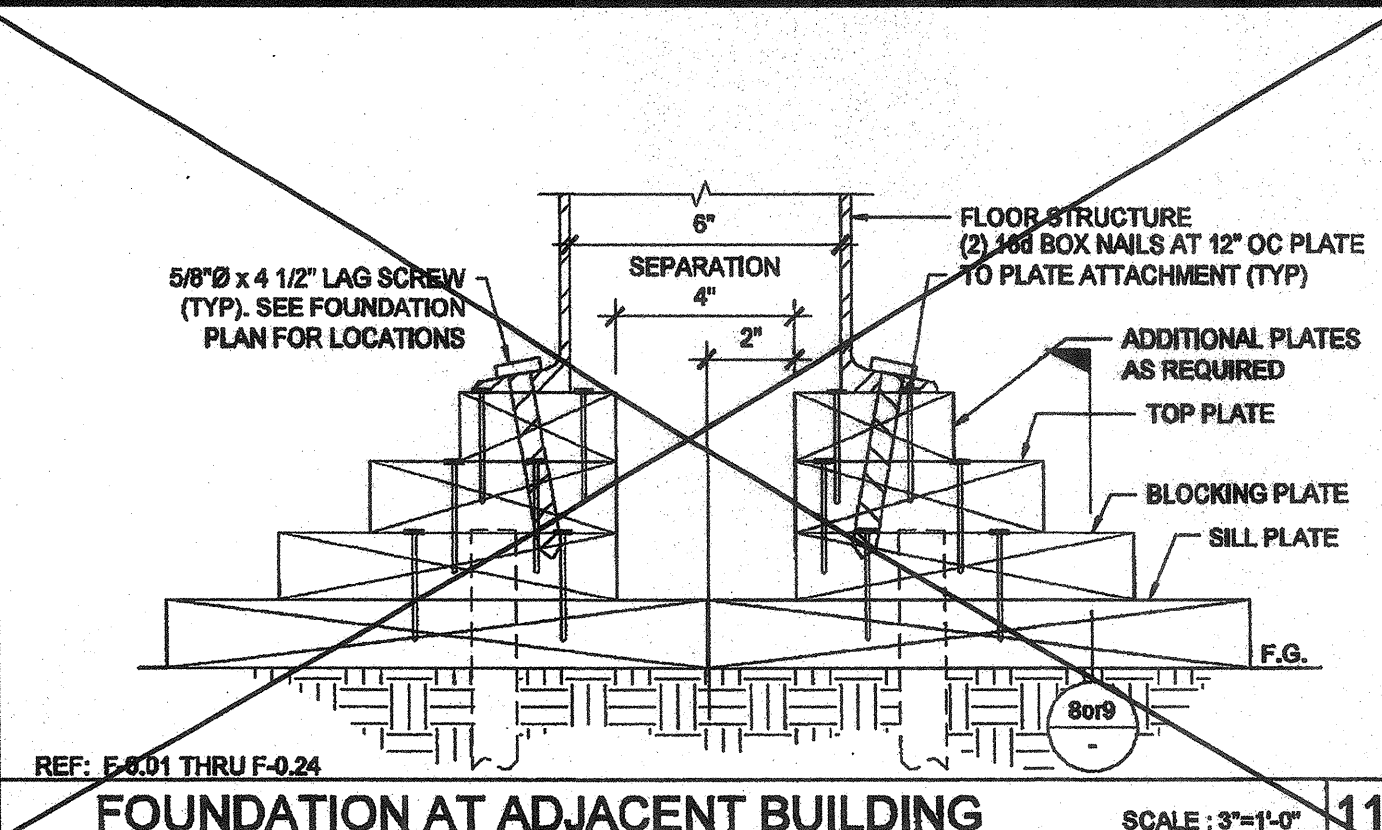 6"
SEPARATION
4"
2"
5/8"Ø x 4 1/2" LAG SCREW
(TYP). SEE FOUNDATION
PLAN FOR LOCATIONS
FLOOR STRUCTURE
(2) 16d BOX NAILS AT 12" OC PLATE
TO PLATE ATTACHMENT (TYP)
ADDITIONAL PLATES
AS REQUIRED
TOP PLATE
BLOCKING PLATE
SILL PLATE
F.G.
8or9
-
REF: F-0.01 THRU F-0.24
FOUNDATION AT ADJACENT BUILDING
SCALE : 3"=1'-0"
11